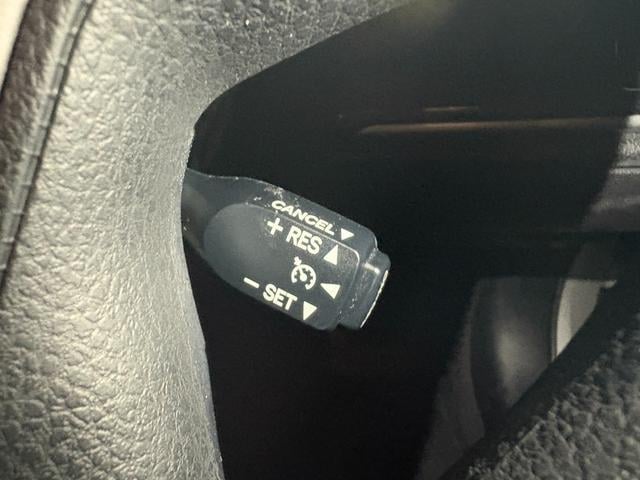 CANCEL ▼
+ RES ▲
◀
− SET ▼